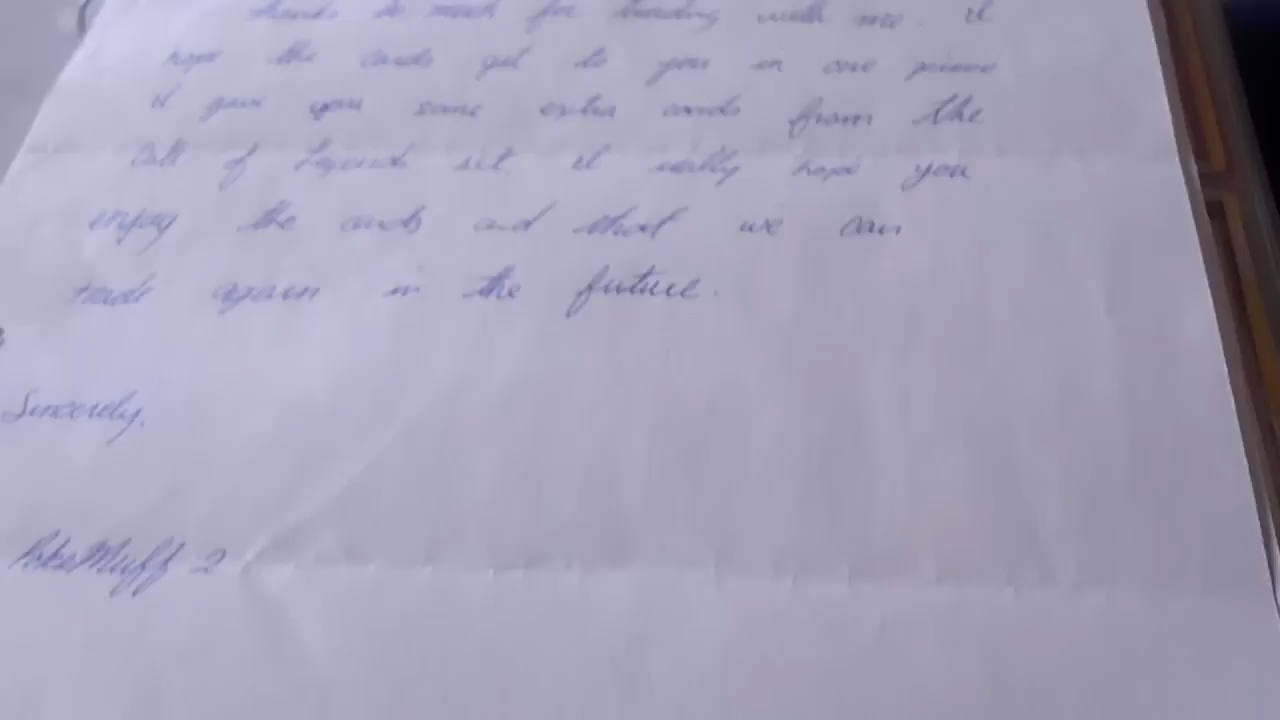 thanks so much for trading with me. I
hope the cards get to you in one piece
I gave you some extra cards from the
Call of Legends set. I really hope you
enjoy the cards and that we can
trade again in the future.
Sincerely,
PokeMuff 2